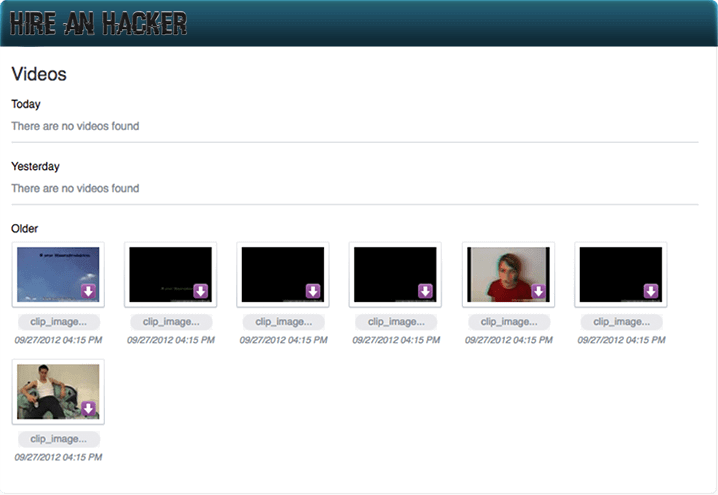 HIRE AN HACKER
Videos
Today
There are no videos found
Yesterday
There are no videos found
Older
clip_image... clip_image... clip_image... clip_image... clip_image... clip_image...
09/27/2012 04:15 PM 09/27/2012 04:15 PM 09/27/2012 04:15 PM 09/27/2012 04:15 PM 09/27/2012 04:15 PM 09/27/2012 04:15 PM
clip_image...
09/27/2012 04:15 PM